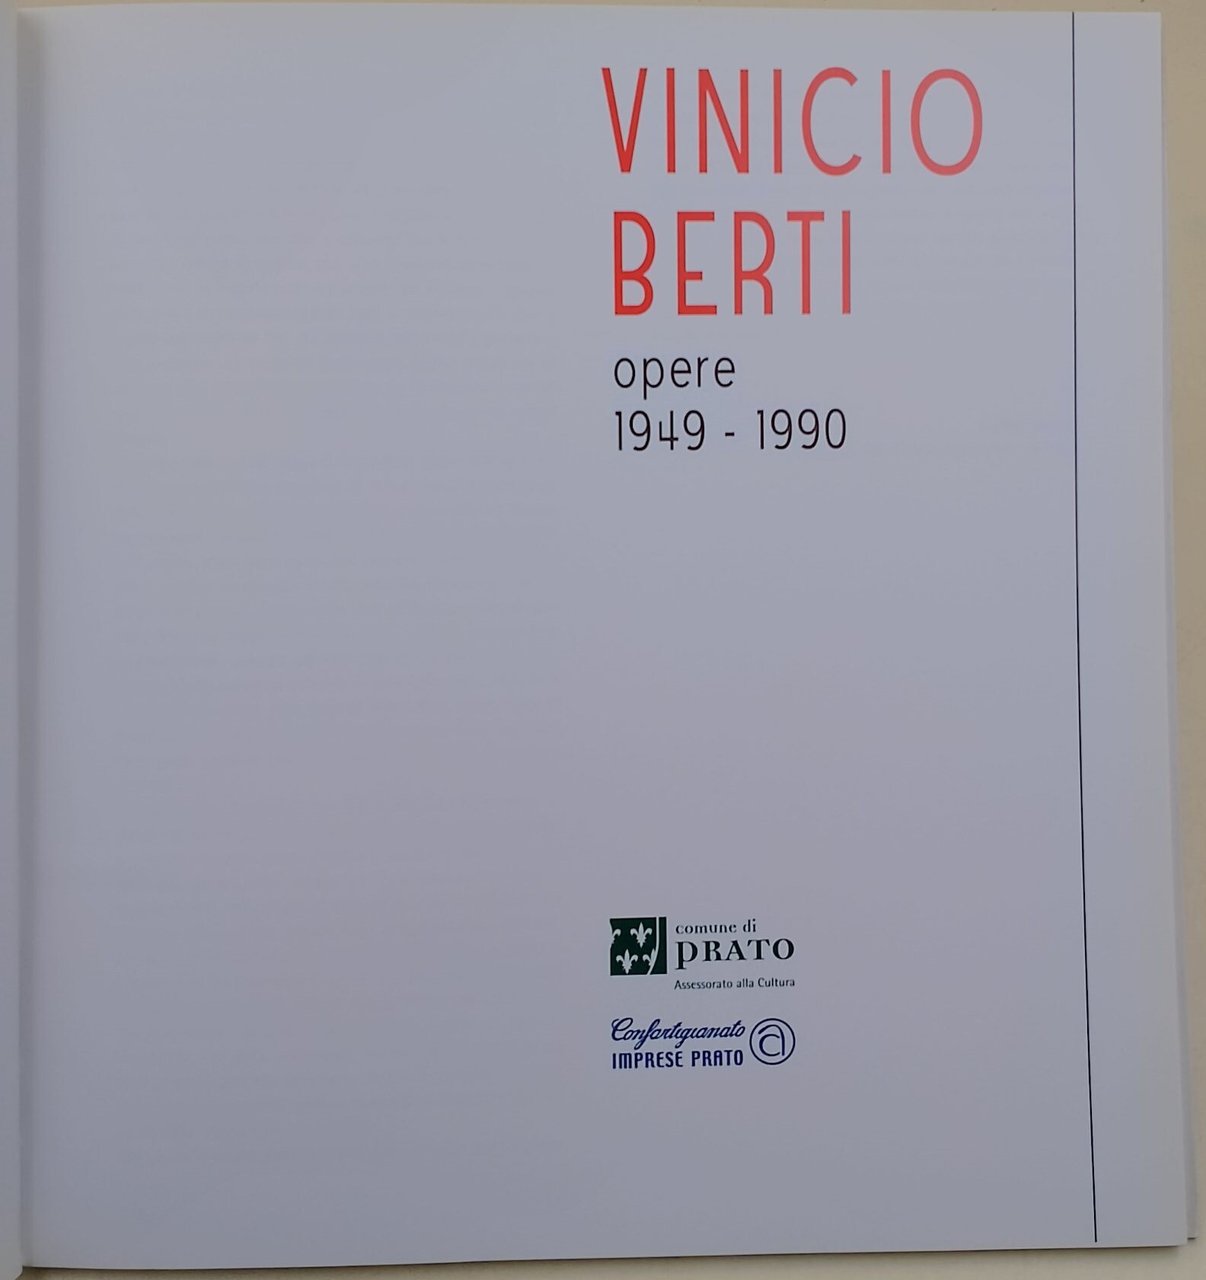 VINICIO
BERTI
opere
1949 - 1990
comune di
PRATO
Assessorato alla Cultura
Confartigianato
IMPRESE PRATO